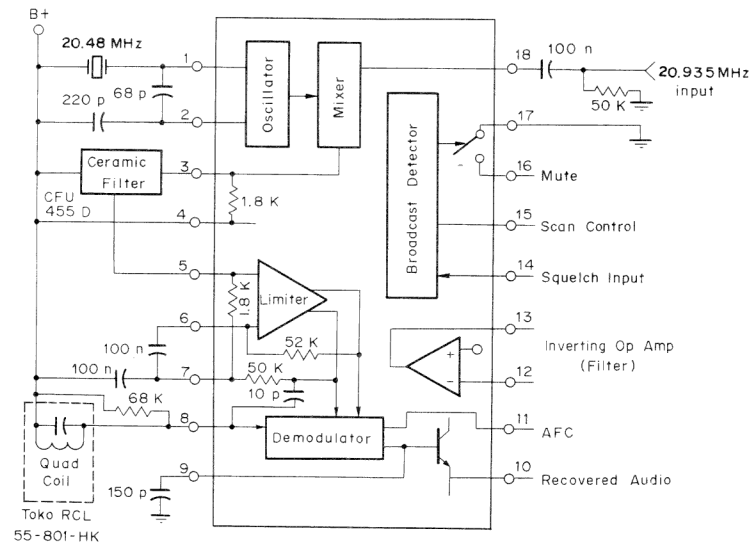 B+
20.48 MHz
1
68 p
220 p
2
Oscillator
Mixer
18
100 n
20.935MHz
input
50 K
17
Ceramic
Filter
3
CFU
455 D
4
1.8 K
Broadcast Detector
-
16
Mute
15
Scan Control
14
Squelch Input
5
1.8 K
Limiter
6
100 n
52 K
100 n
7
50 K
10 p
13
+
-
12
Inverting Op Amp
(Filter)
68 K
8
Demodulator
11
AFC
Quad
Coil
9
150 p
10
Recovered Audio
Toko RCL
55-801-HK